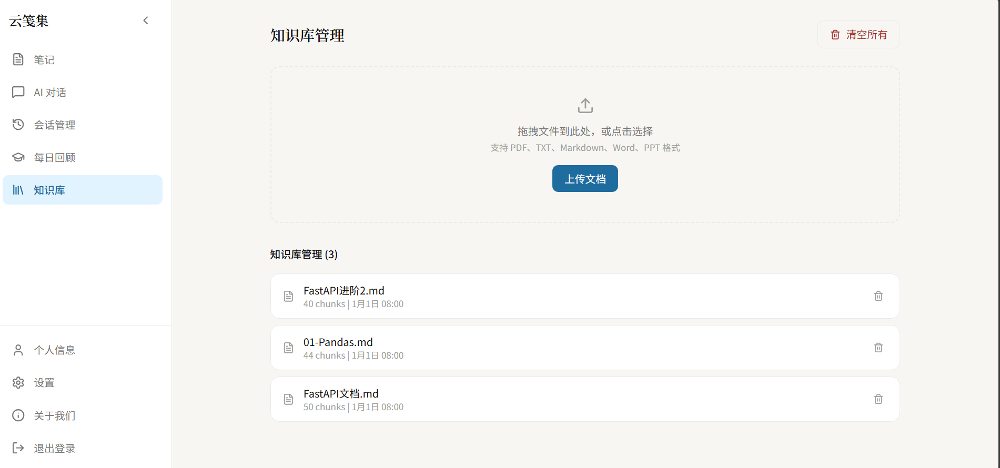 云笺集
笔记
AI 对话
会话管理
每日回顾
知识库
个人信息
设置
关于我们
退出登录
知识库管理
清空所有
拖拽文件到此处，或点击选择
支持 PDF、TXT、Markdown、Word、PPT 格式
上传文档
知识库管理 (3)
FastAPI进阶2.md
40 chunks | 1月1日 08:00
01-Pandas.md
44 chunks | 1月1日 08:00
FastAPI文档.md
50 chunks | 1月1日 08:00